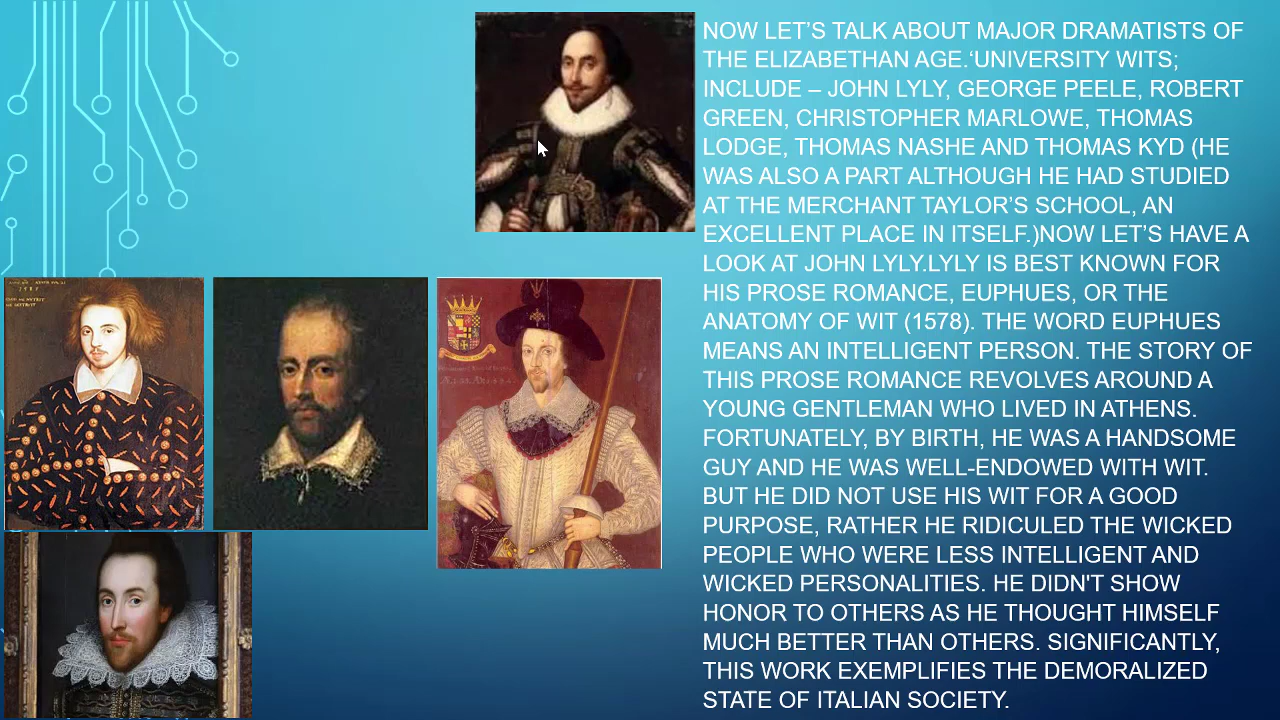 NOW LET’S TALK ABOUT MAJOR DRAMATISTS OF
THE ELIZABETHAN AGE.‘UNIVERSITY WITS;
INCLUDE – JOHN LYLY, GEORGE PEELE, ROBERT
GREEN, CHRISTOPHER MARLOWE, THOMAS
LODGE, THOMAS NASHE AND THOMAS KYD (HE
WAS ALSO A PART ALTHOUGH HE HAD STUDIED
AT THE MERCHANT TAYLOR’S SCHOOL, AN
EXCELLENT PLACE IN ITSELF.)NOW LET’S HAVE A
LOOK AT JOHN LYLY.LYLY IS BEST KNOWN FOR
HIS PROSE ROMANCE, EUPHUES, OR THE
ANATOMY OF WIT (1578). THE WORD EUPHUES
MEANS AN INTELLIGENT PERSON. THE STORY OF
THIS PROSE ROMANCE REVOLVES AROUND A
YOUNG GENTLEMAN WHO LIVED IN ATHENS.
FORTUNATELY, BY BIRTH, HE WAS A HANDSOME
GUY AND HE WAS WELL-ENDOWED WITH WIT.
BUT HE DID NOT USE HIS WIT FOR A GOOD
PURPOSE, RATHER HE RIDICULED THE WICKED
PEOPLE WHO WERE LESS INTELLIGENT AND
WICKED PERSONALITIES. HE DIDN'T SHOW
HONOR TO OTHERS AS HE THOUGHT HIMSELF
MUCH BETTER THAN OTHERS. SIGNIFICANTLY,
THIS WORK EXEMPLIFIES THE DEMORALIZED
STATE OF ITALIAN SOCIETY.